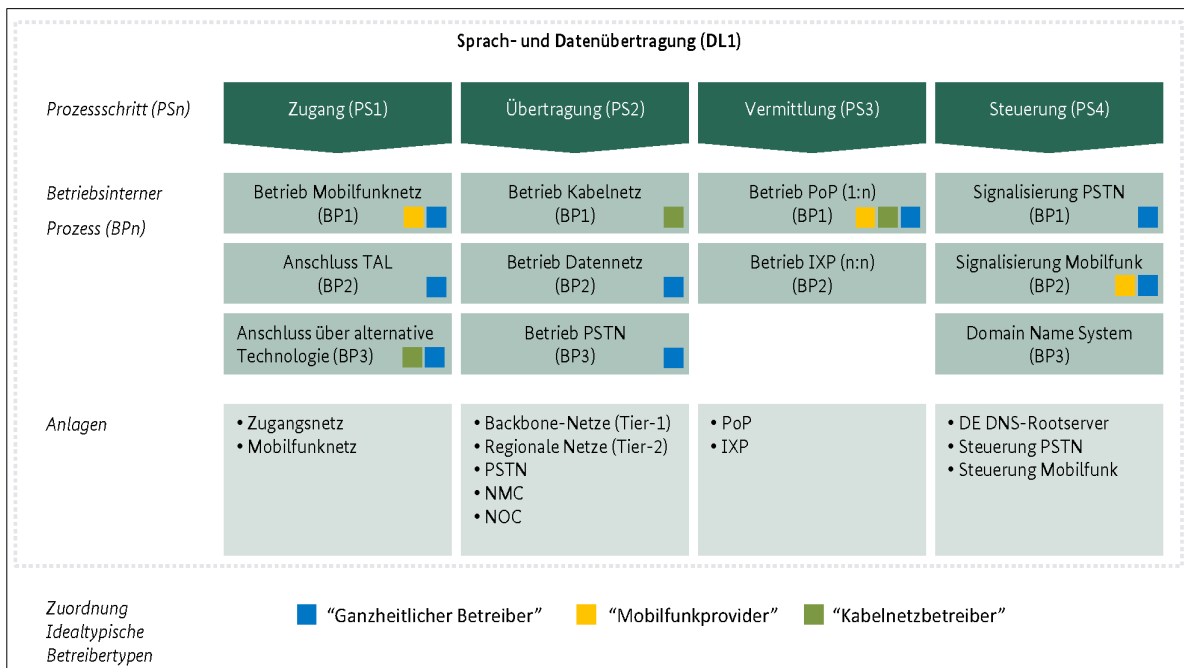 Sprach- und Datenübertragung (DL1)
Prozessschritt (PSn)
Zugang (PS1)
Übertragung (PS2)
Vermittlung (PS3)
Steuerung (PS4)
Betriebsinterner
Prozess (BPn)
Betrieb Mobilfunknetz
(BP1)
Betrieb Kabelnetz
(BP1)
Betrieb PoP (1:n)
(BP1)
Signalisierung PSTN
(BP1)
Anschluss TAL
(BP2)
Betrieb Datennetz
(BP2)
Betrieb IXP (n:n)
(BP2)
Signalisierung Mobilfunk
(BP2)
Anschluss über alternative
Technologie (BP3)
Betrieb PSTN
(BP3)
Domain Name System
(BP3)
Anlagen
• Zugangsnetz
• Mobilfunknetz
• Backbone-Netze (Tier-1)
• Regionale Netze (Tier-2)
• PSTN
• NMC
• NOC
• PoP
• IXP
• DE DNS-Rootserver
• Steuerung PSTN
• Steuerung Mobilfunk
Zuordnung
Idealtypische
Betreibertypen
“Ganzheitlicher Betreiber”
“Mobilfunkprovider”
“Kabelnetzbetreiber”